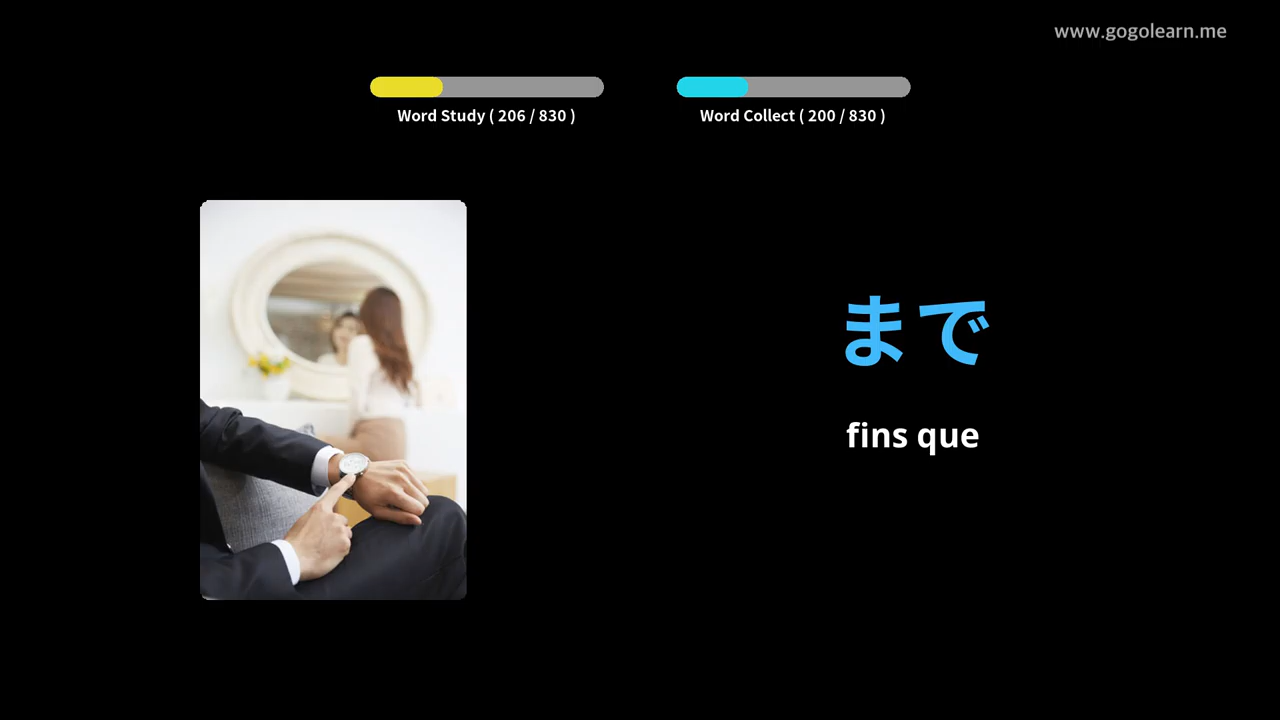 www.gogolearn.me
Word Study ( 206 / 830 )
Word Collect ( 200 / 830 )
まで
fins que